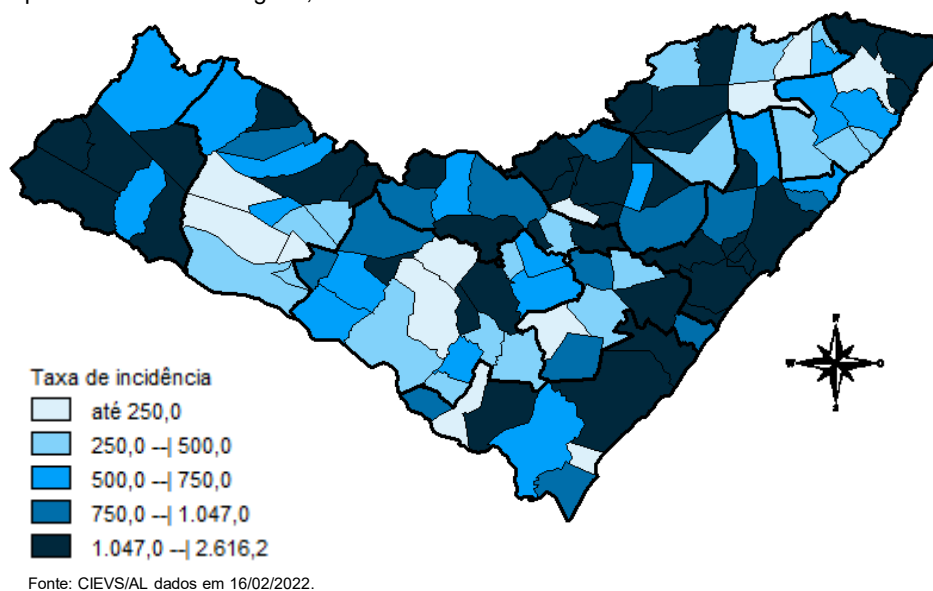 Taxa de incidência
até 250,0
250,0 --| 500,0
500,0 --| 750,0
750,0 --| 1.047,0
1.047,0 --| 2.616,2
Fonte: CIEVS/AL dados em 16/02/2022.